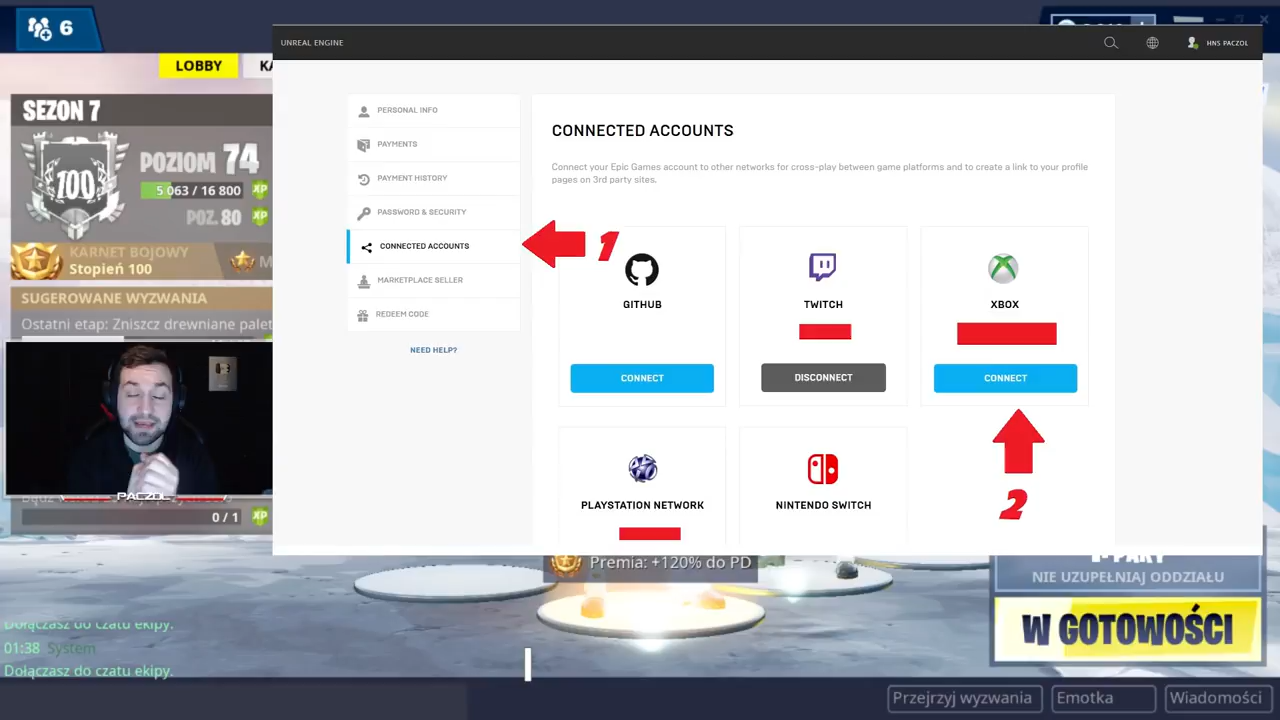 6
LOBBY
KA
SEZON 7
100
POZIOM 74
5 063 / 16 800 XP
POZ. 80 XP
KARNET BOJOWY
Stopień 100
M
SUGEROWANE WYZWANIA
Ostatni etap: Zniszcz drewniane palet
PACZOL
0 / 1 XP
UNREAL ENGINE
HNS PACZOL
PERSONAL INFO
PAYMENTS
PAYMENT HISTORY
PASSWORD & SECURITY
CONNECTED ACCOUNTS
MARKETPLACE SELLER
REDEEM CODE
NEED HELP?
1
CONNECTED ACCOUNTS
Connect your Epic Games account to other networks for cross-play between game platforms and to create a link to your profile
pages on 3rd party sites.
GITHUB
CONNECT
TWITCH
DISCONNECT
XBOX
CONNECT
2
PLAYSTATION NETWORK
NINTENDO SWITCH
Premia: +120% do PD
NIE UZUPEŁNIAJ ODDZIAŁU
W GOTOWOŚCI
Dołączasz do czatu ekipy.
01:38 System
Dołączasz do czatu ekipy.
Przejrzyj wyzwania
Emotka
Wiadomości